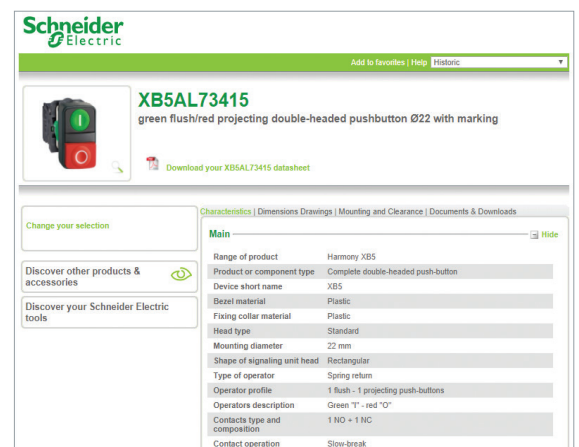 Schneider
Electric
Add to favorites | Help Historic
XB5AL73415
green flush/red projecting double-headed pushbutton Ø22 with marking
Download your XB5AL73415 datasheet
Characteristics | Dimensions Drawings | Mounting and Clearance | Documents & Downloads
Change your selection
Discover other products &
accessories
Discover your Schneider Electric
tools
Main Hide
Range of product Harmony XB5
Product or component type Complete double-headed push-button
Device short name XB5
Bezel material Plastic
Fixing collar material Plastic
Head type Standard
Mounting diameter 22 mm
Shape of signaling unit head Rectangular
Type of operator Spring return
Operator profile 1 flush - 1 projecting push-buttons
Operators description Green "I" - red "O"
Contacts type and
composition 1 NO + 1 NC
Contact operation Slow-break